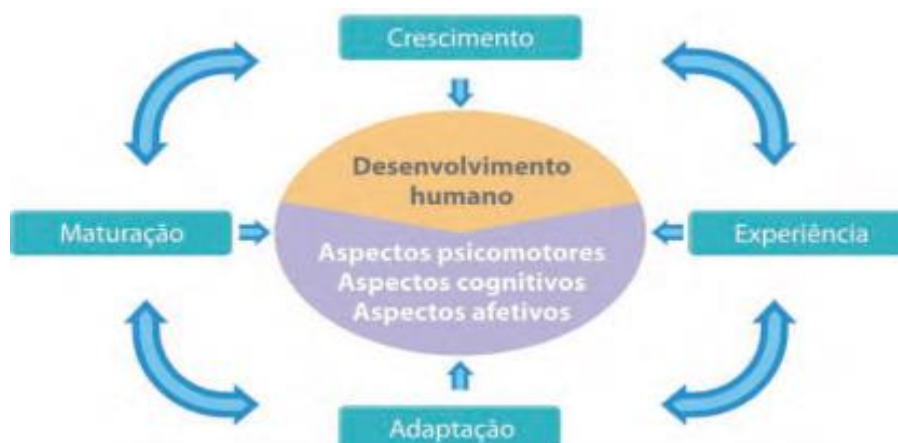 Crescimento
Desenvolvimento
humano
Maturação
Experiência
Aspectos psicomotores
Aspectos cognitivos
Aspectos afetivos
Adaptação